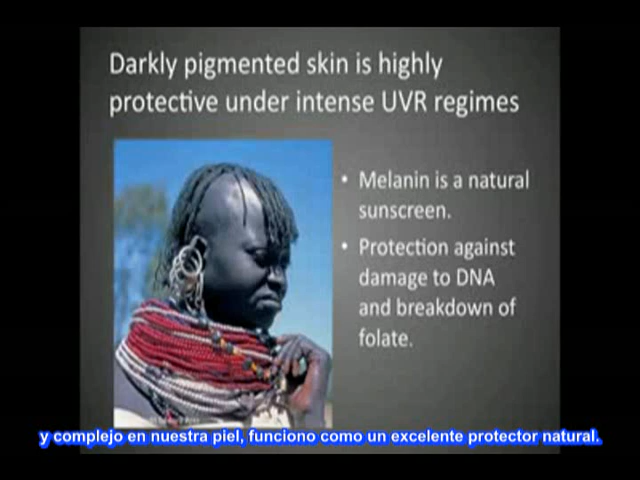 Darkly pigmented skin is highly
protective under intense UVR regimes
• Melanin is a natural
sunscreen.
• Protection against
damage to DNA
and breakdown of
folate.
y complejo en nuestra piel, funciono como un excelente protector natural.